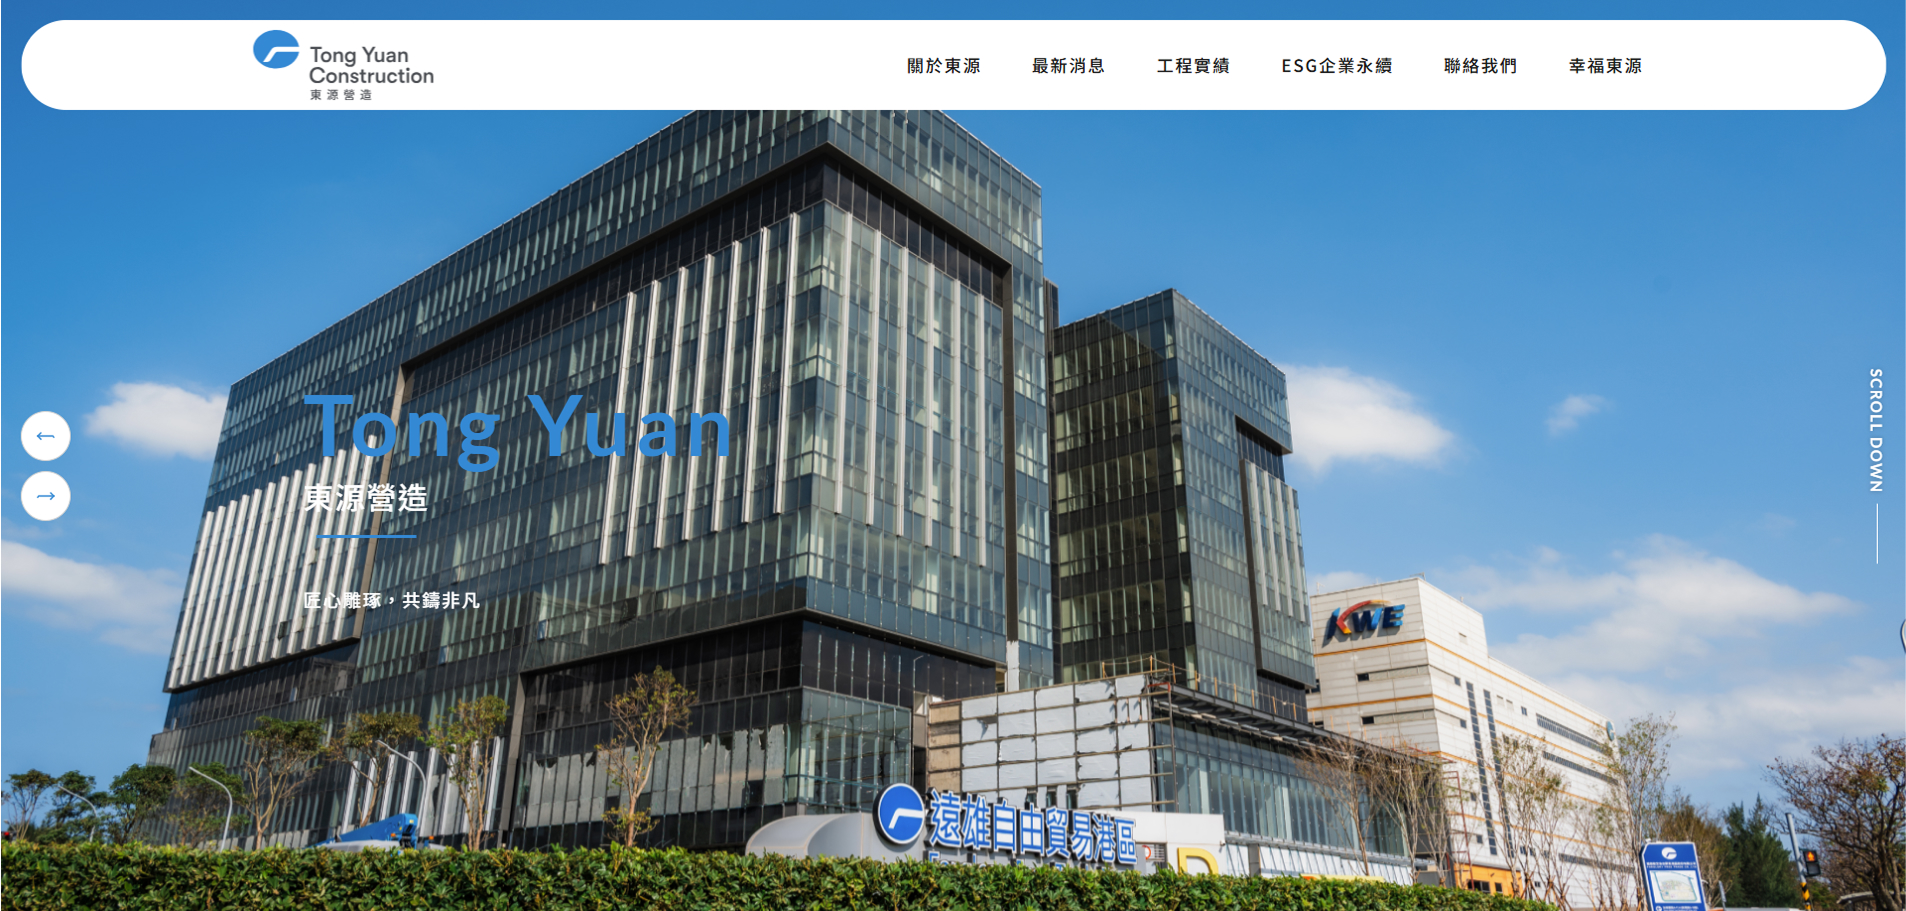 Tong Yuan
Construction
東源營造
關於東源
最新消息
工程實績
ESG企業永續
聯絡我們
幸福東源
Tong Yuan
東源營造
匠心雕琢，共鑄非凡
SCROLL DOWN
KWE
遠雄自由貿易港區